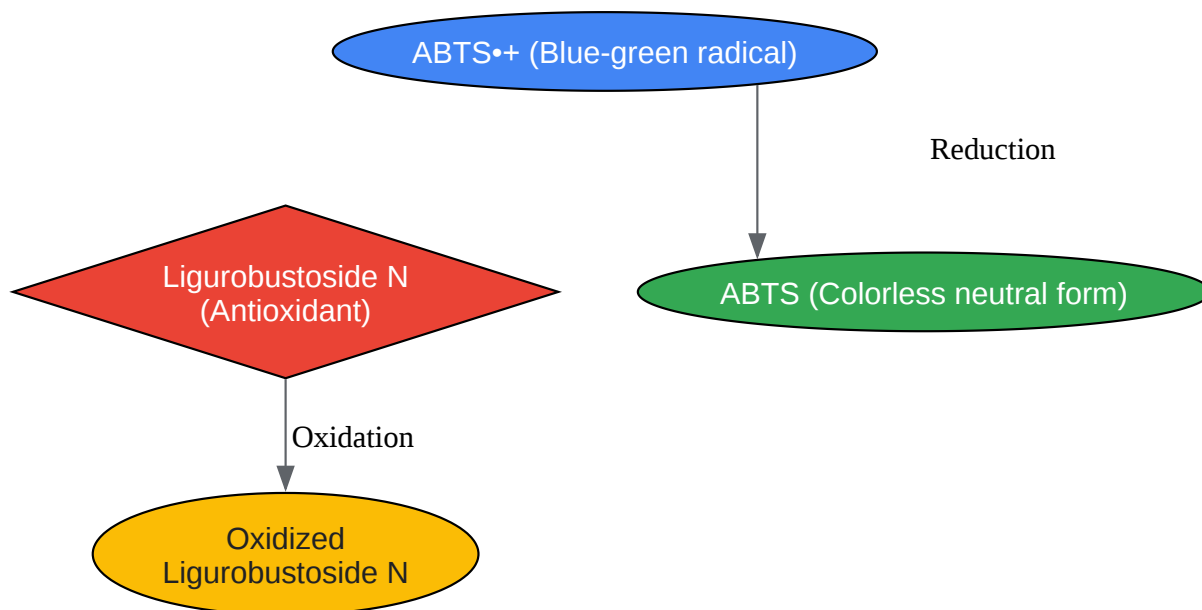 ABTS•+ (Blue-green radical)
Reduction
Ligurobustoside N
(Antioxidant)
ABTS (Colorless neutral form)
Oxidation
Oxidized
Ligurobustoside N